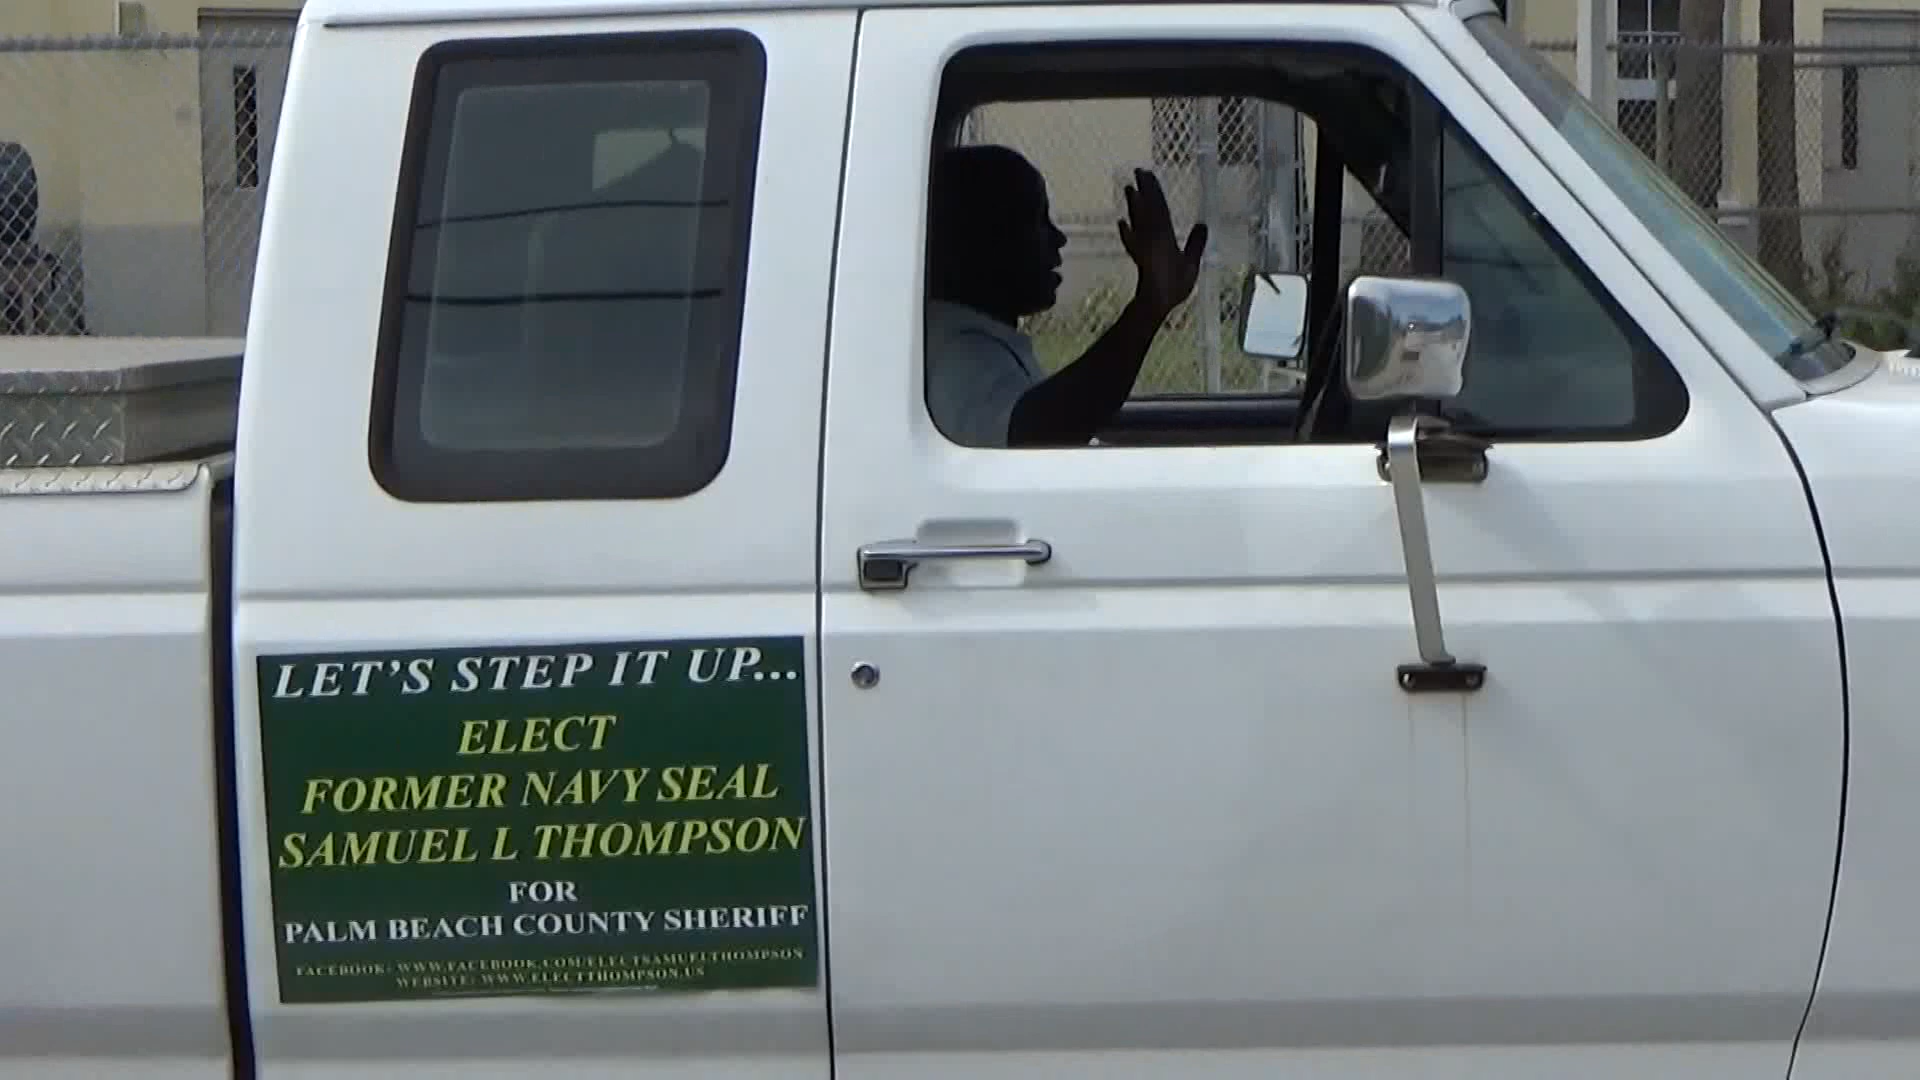 LET'S STEP IT UP...
ELECT
FORMER NAVY SEAL
SAMUEL L THOMPSON
FOR
PALM BEACH COUNTY SHERIFF
FACEBOOK: WWW.FACEBOOK.COM/ELECTSAMUELTHOMPSON
WEBSITE: WWW.ELECTTHOMPSON.US